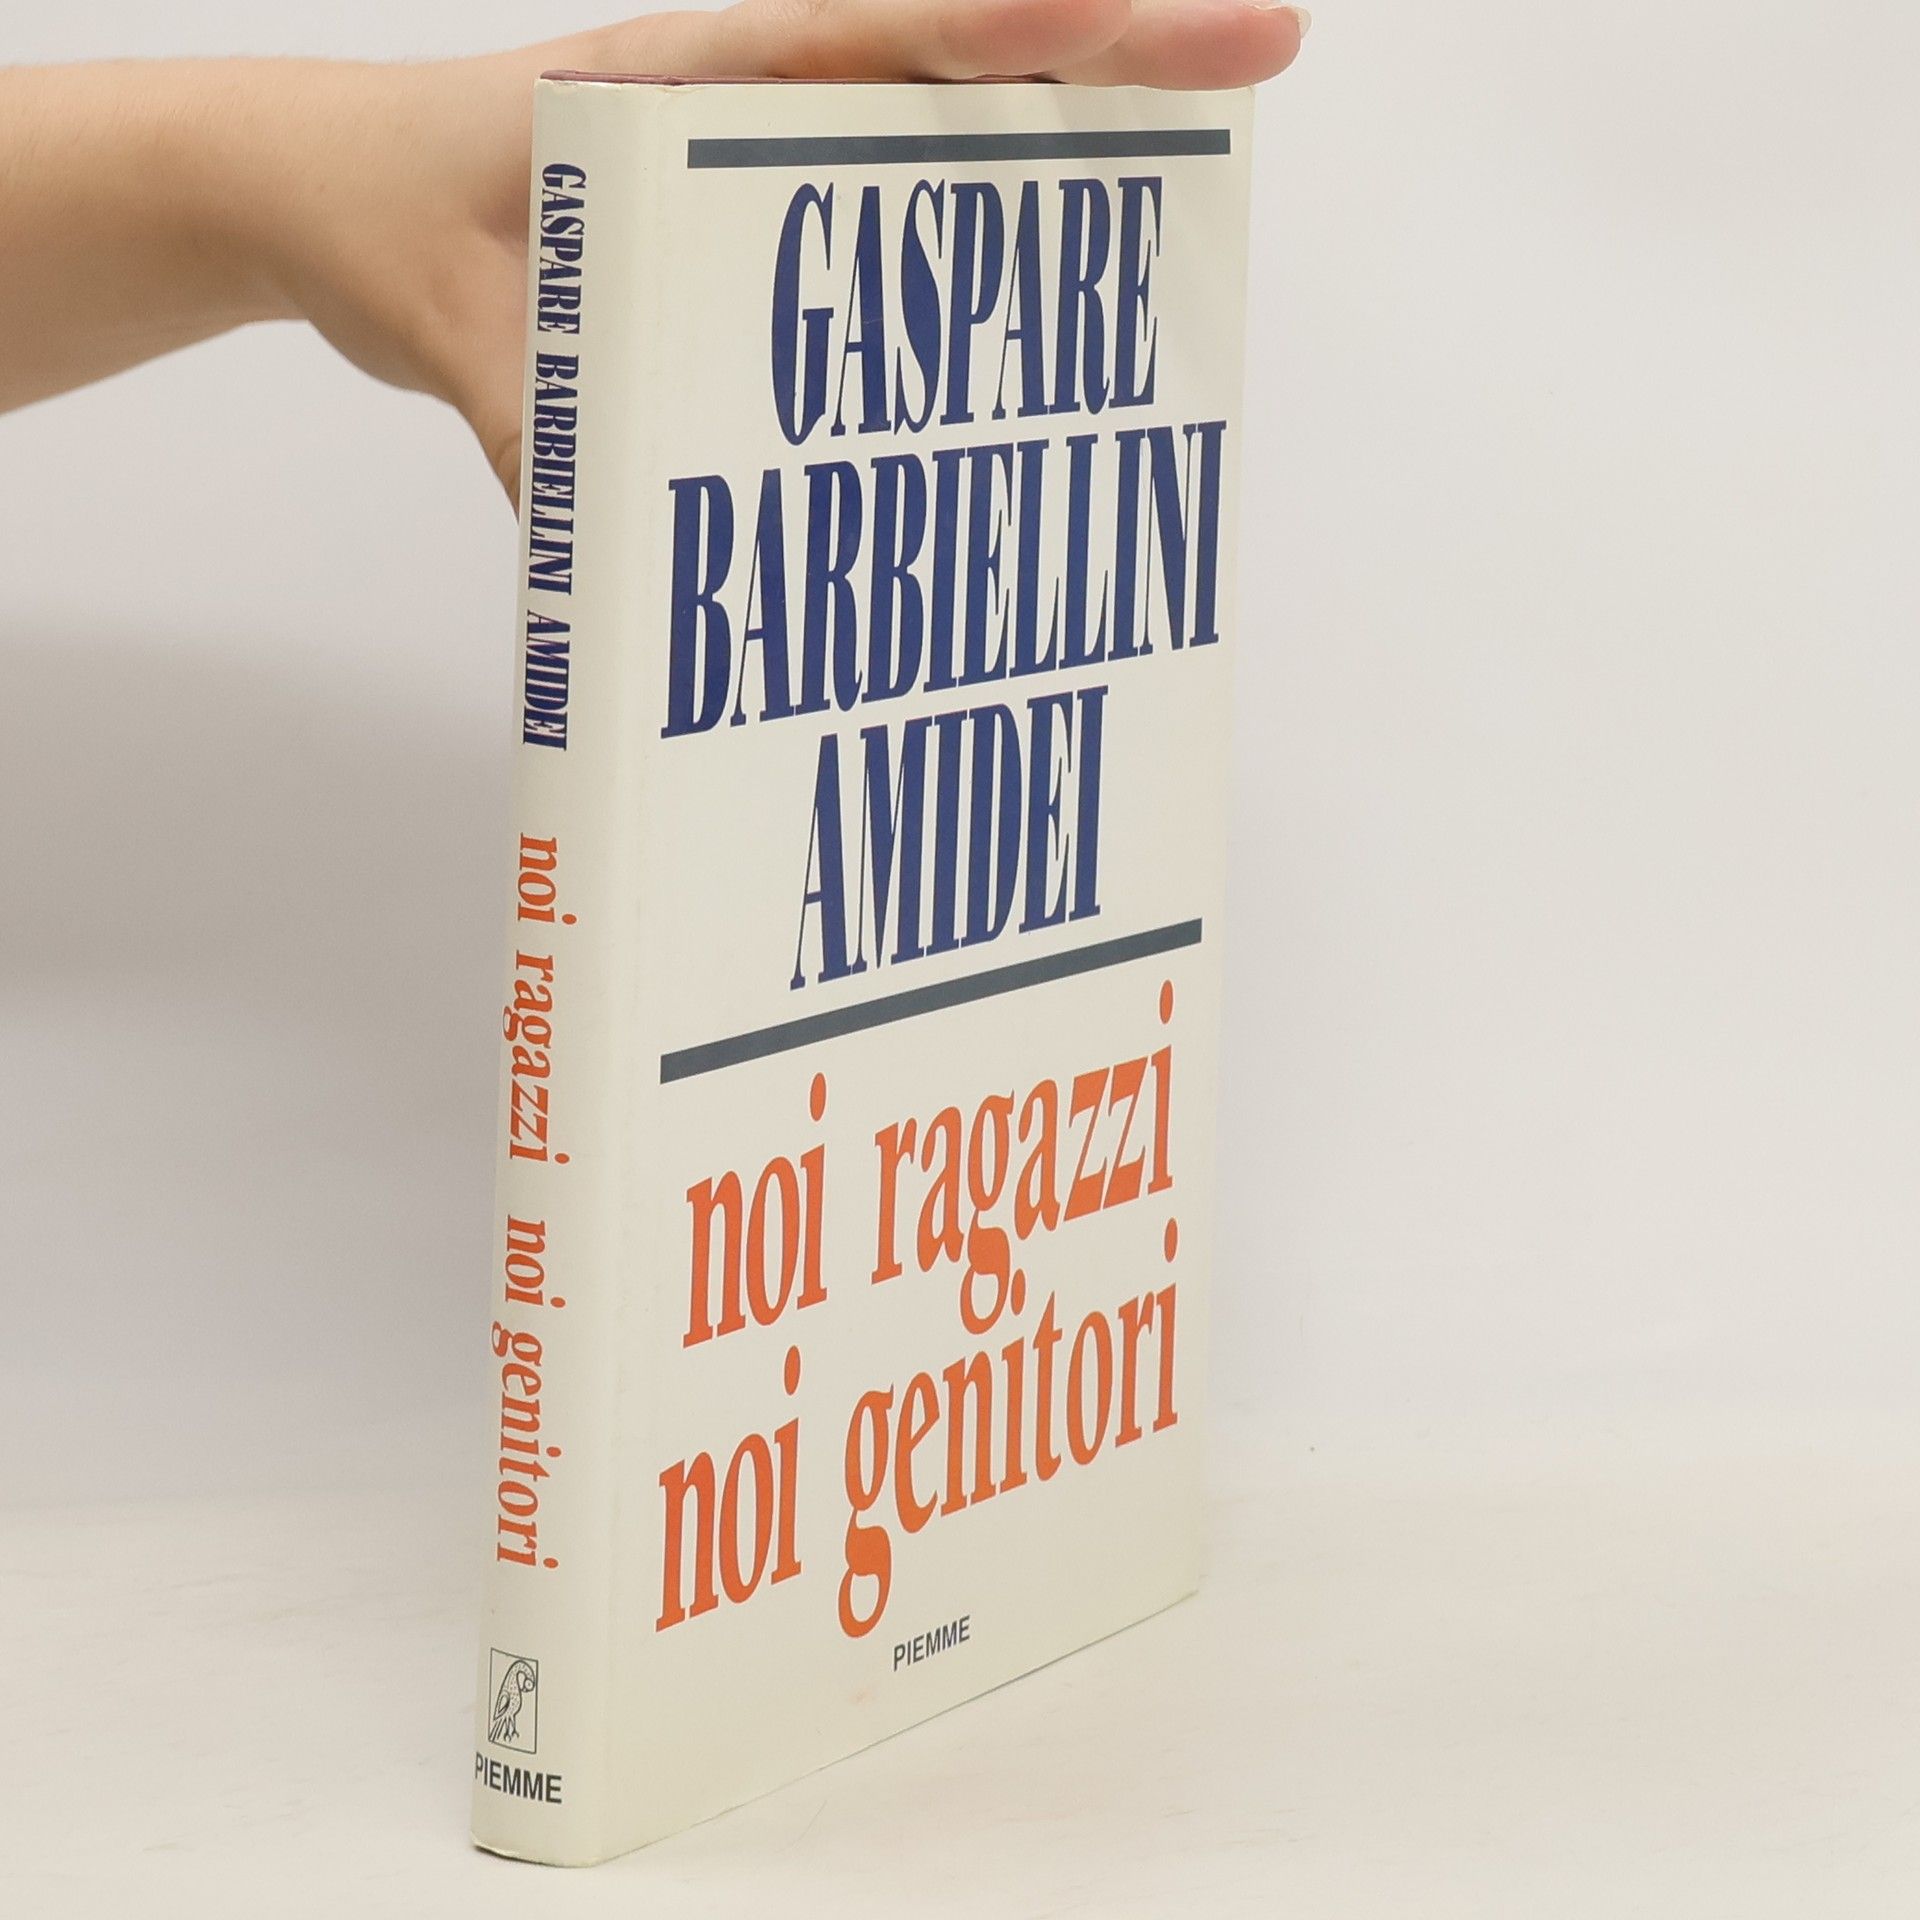 GASPARE BARBIELLINI AMIDEI noi ragazzi noi genitori
PIEMME
GASPARE
BARBIELLINI
AMIDEI
noi ragazzi
noi genitori
PIEMME